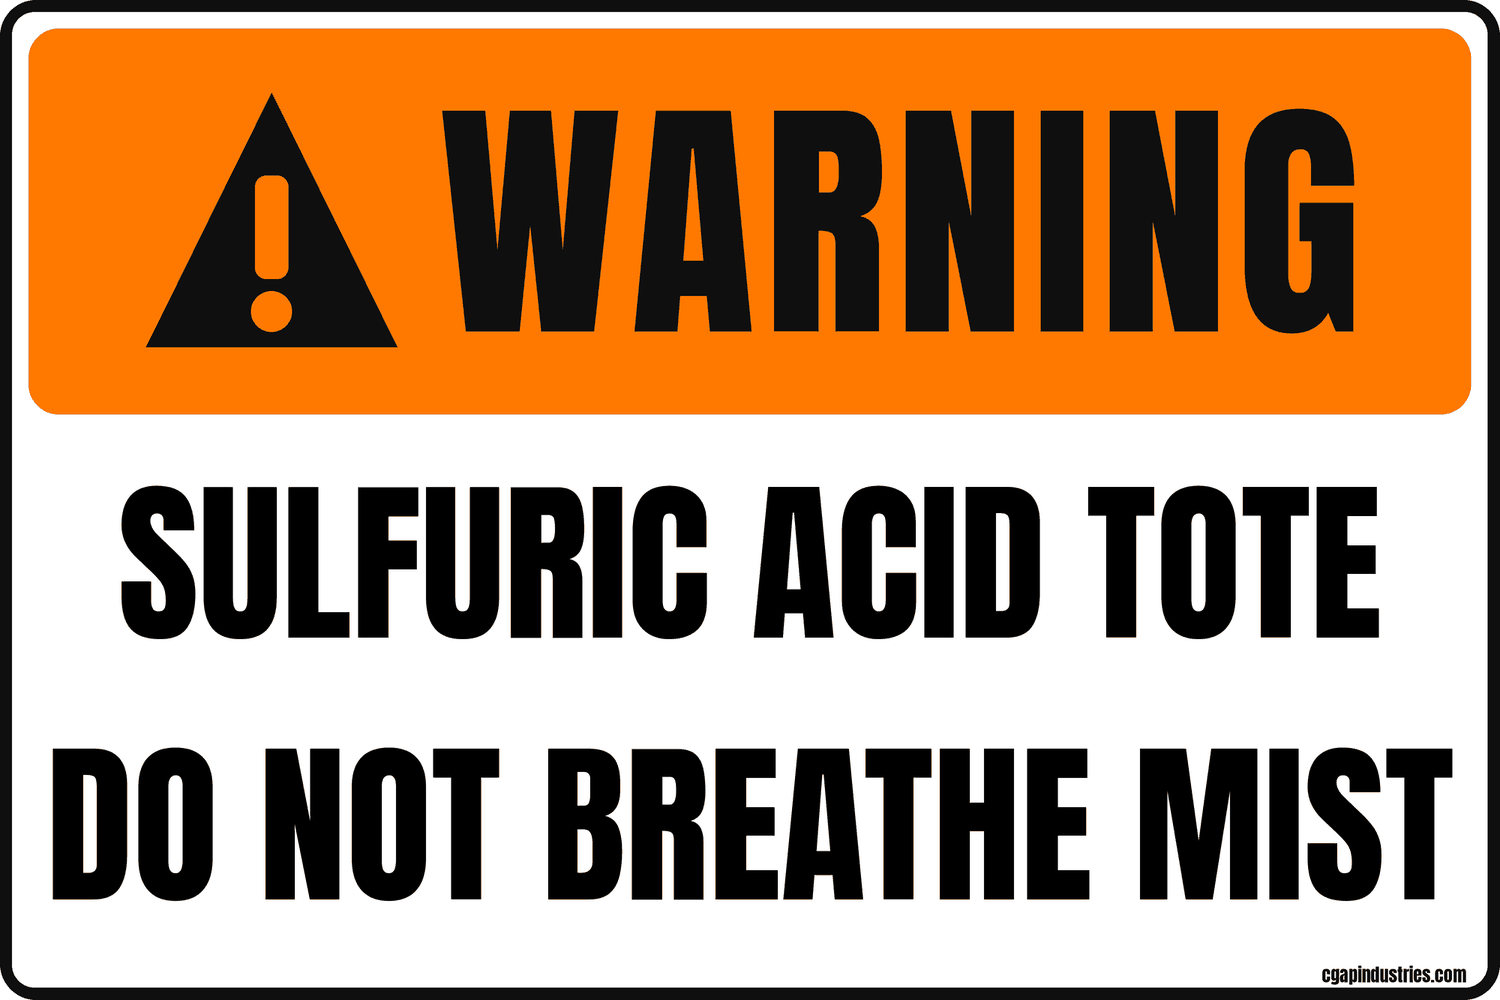 WARNING
SULFURIC ACID TOTE
DO NOT BREATHE MIST
cgapindustries.com